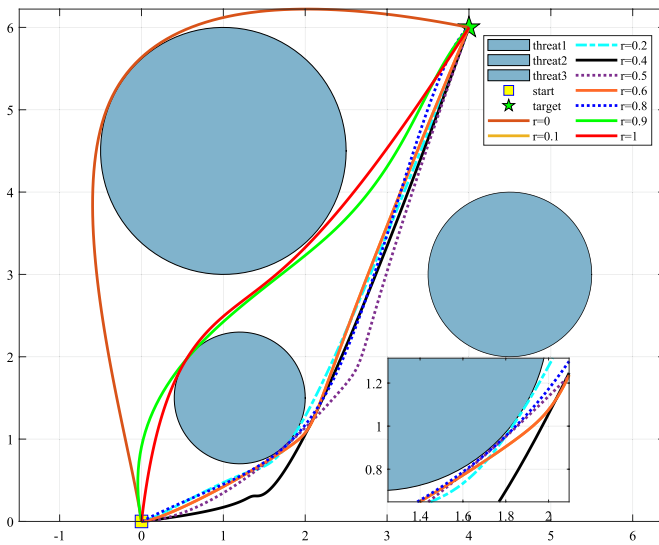 6
5
4
3
2
1
0
-1
0
1
2
3
4
5
6
threat1
threat2
threat3
start
target
r=0
r=0.1
r=0.2
r=0.4
r=0.5
r=0.6
r=0.8
r=0.9
r=1
1.2
1
0.8
1.4
1.6
1.8
2